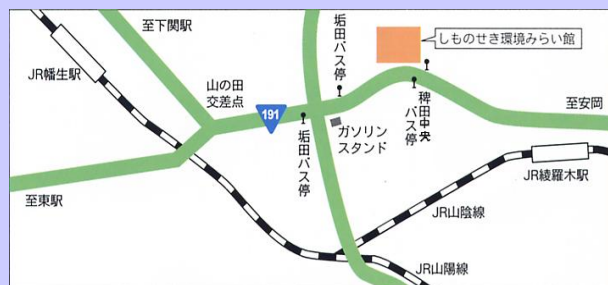 至下関駅
JR幡生駅
山の田
交差点
191
垢田バス停
垢田バス停
ガソリン
スタンド
しものせき環境みらい館
稗田中央
バス停
至安岡
至東駅
JR綾羅木駅
JR山陰線
JR山陽線